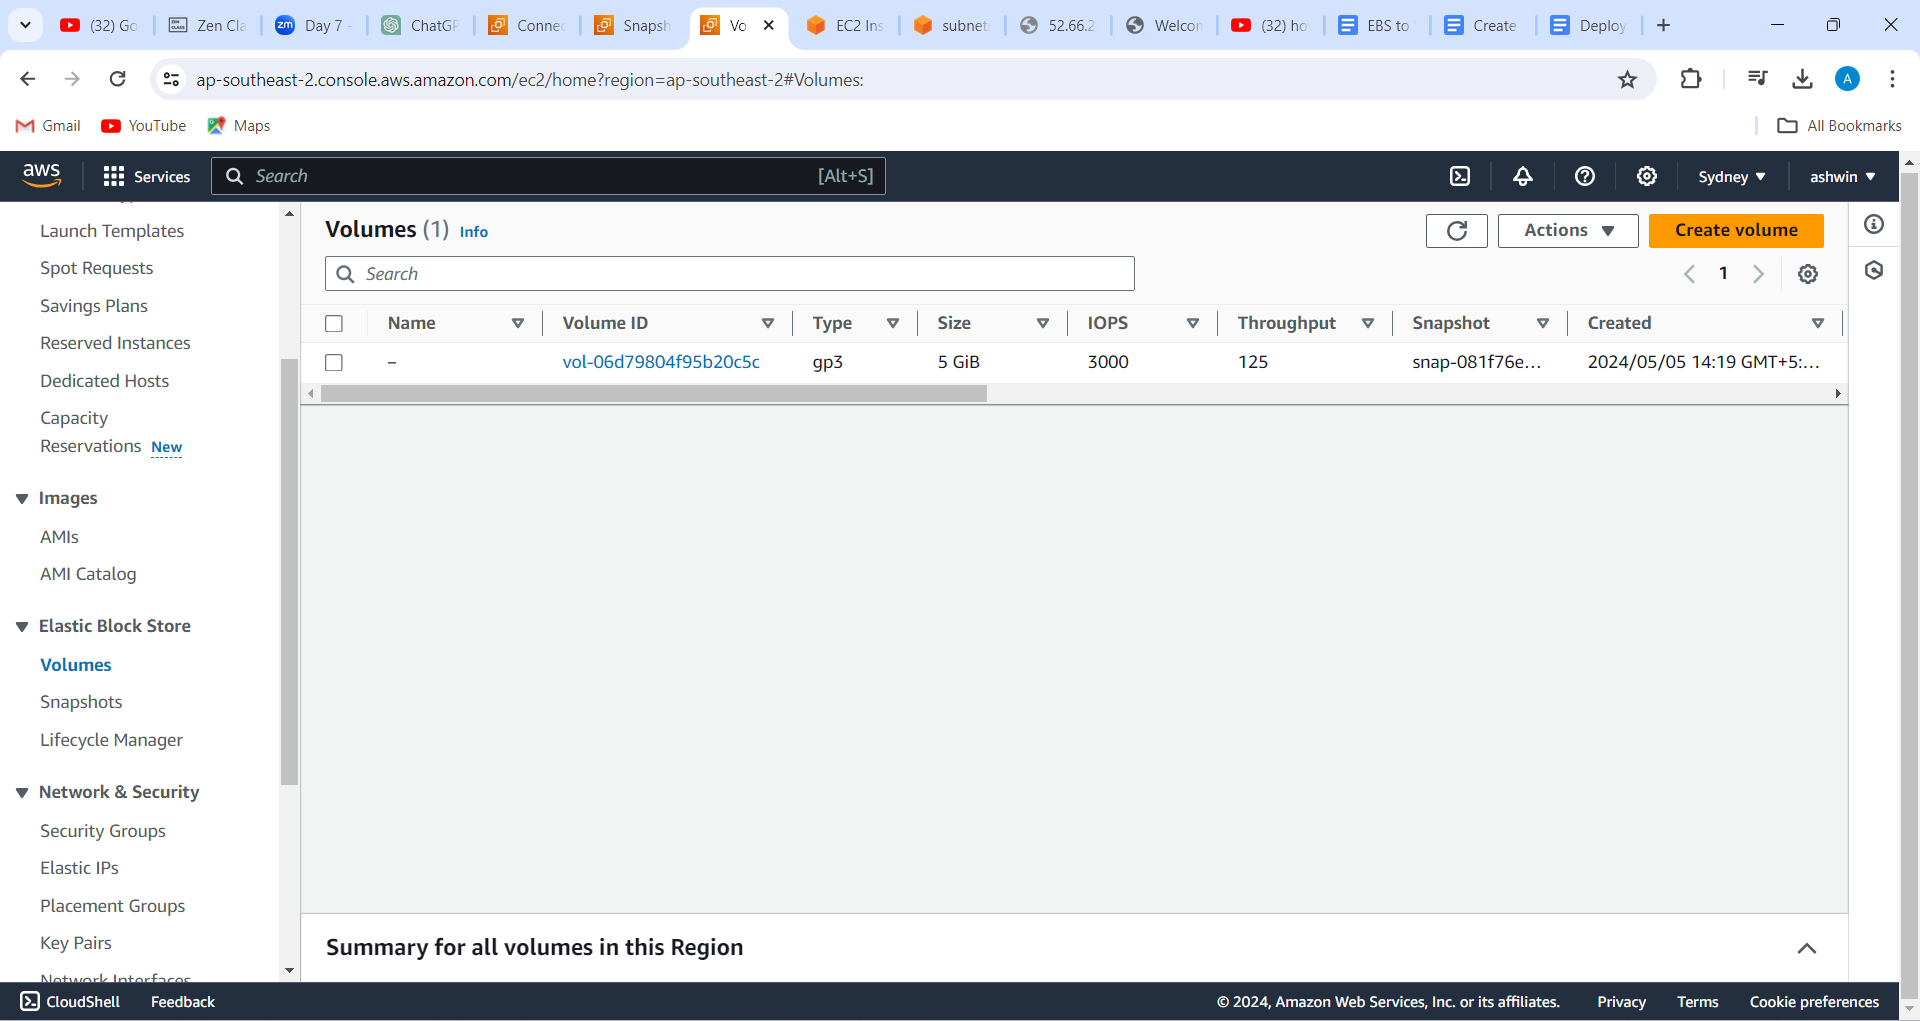 (32) Go
Zen Cla
zm Day 7 -
ChatGP
Connec
Snapsh
Vo
EC2 Ins
subnet
52.66.2
Welcom
(32) ho
EBS to
Create
Deploy
ap-southeast-2.console.aws.amazon.com/ec2/home?region=ap-southeast-2#Volumes:
A
Gmail YouTube Maps All Bookmarks
aws Services Search [Alt+S] Sydney ashwin
Launch Templates
Spot Requests
Savings Plans
Reserved Instances
Dedicated Hosts
Capacity
Reservations New
Images
AMIs
AMI Catalog
Elastic Block Store
Volumes
Snapshots
Lifecycle Manager
Network & Security
Security Groups
Elastic IPs
Placement Groups
Key Pairs
Network Interfaces
Volumes (1) Info
Actions Create volume
Search
1
Name Volume ID Type Size IOPS Throughput Snapshot Created
– vol-06d79804f95b20c5c gp3 5 GiB 3000 125 snap-081f76e... 2024/05/05 14:19 GMT+5:...
Summary for all volumes in this Region
CloudShell Feedback © 2024, Amazon Web Services, Inc. or its affiliates. Privacy Terms Cookie preferences